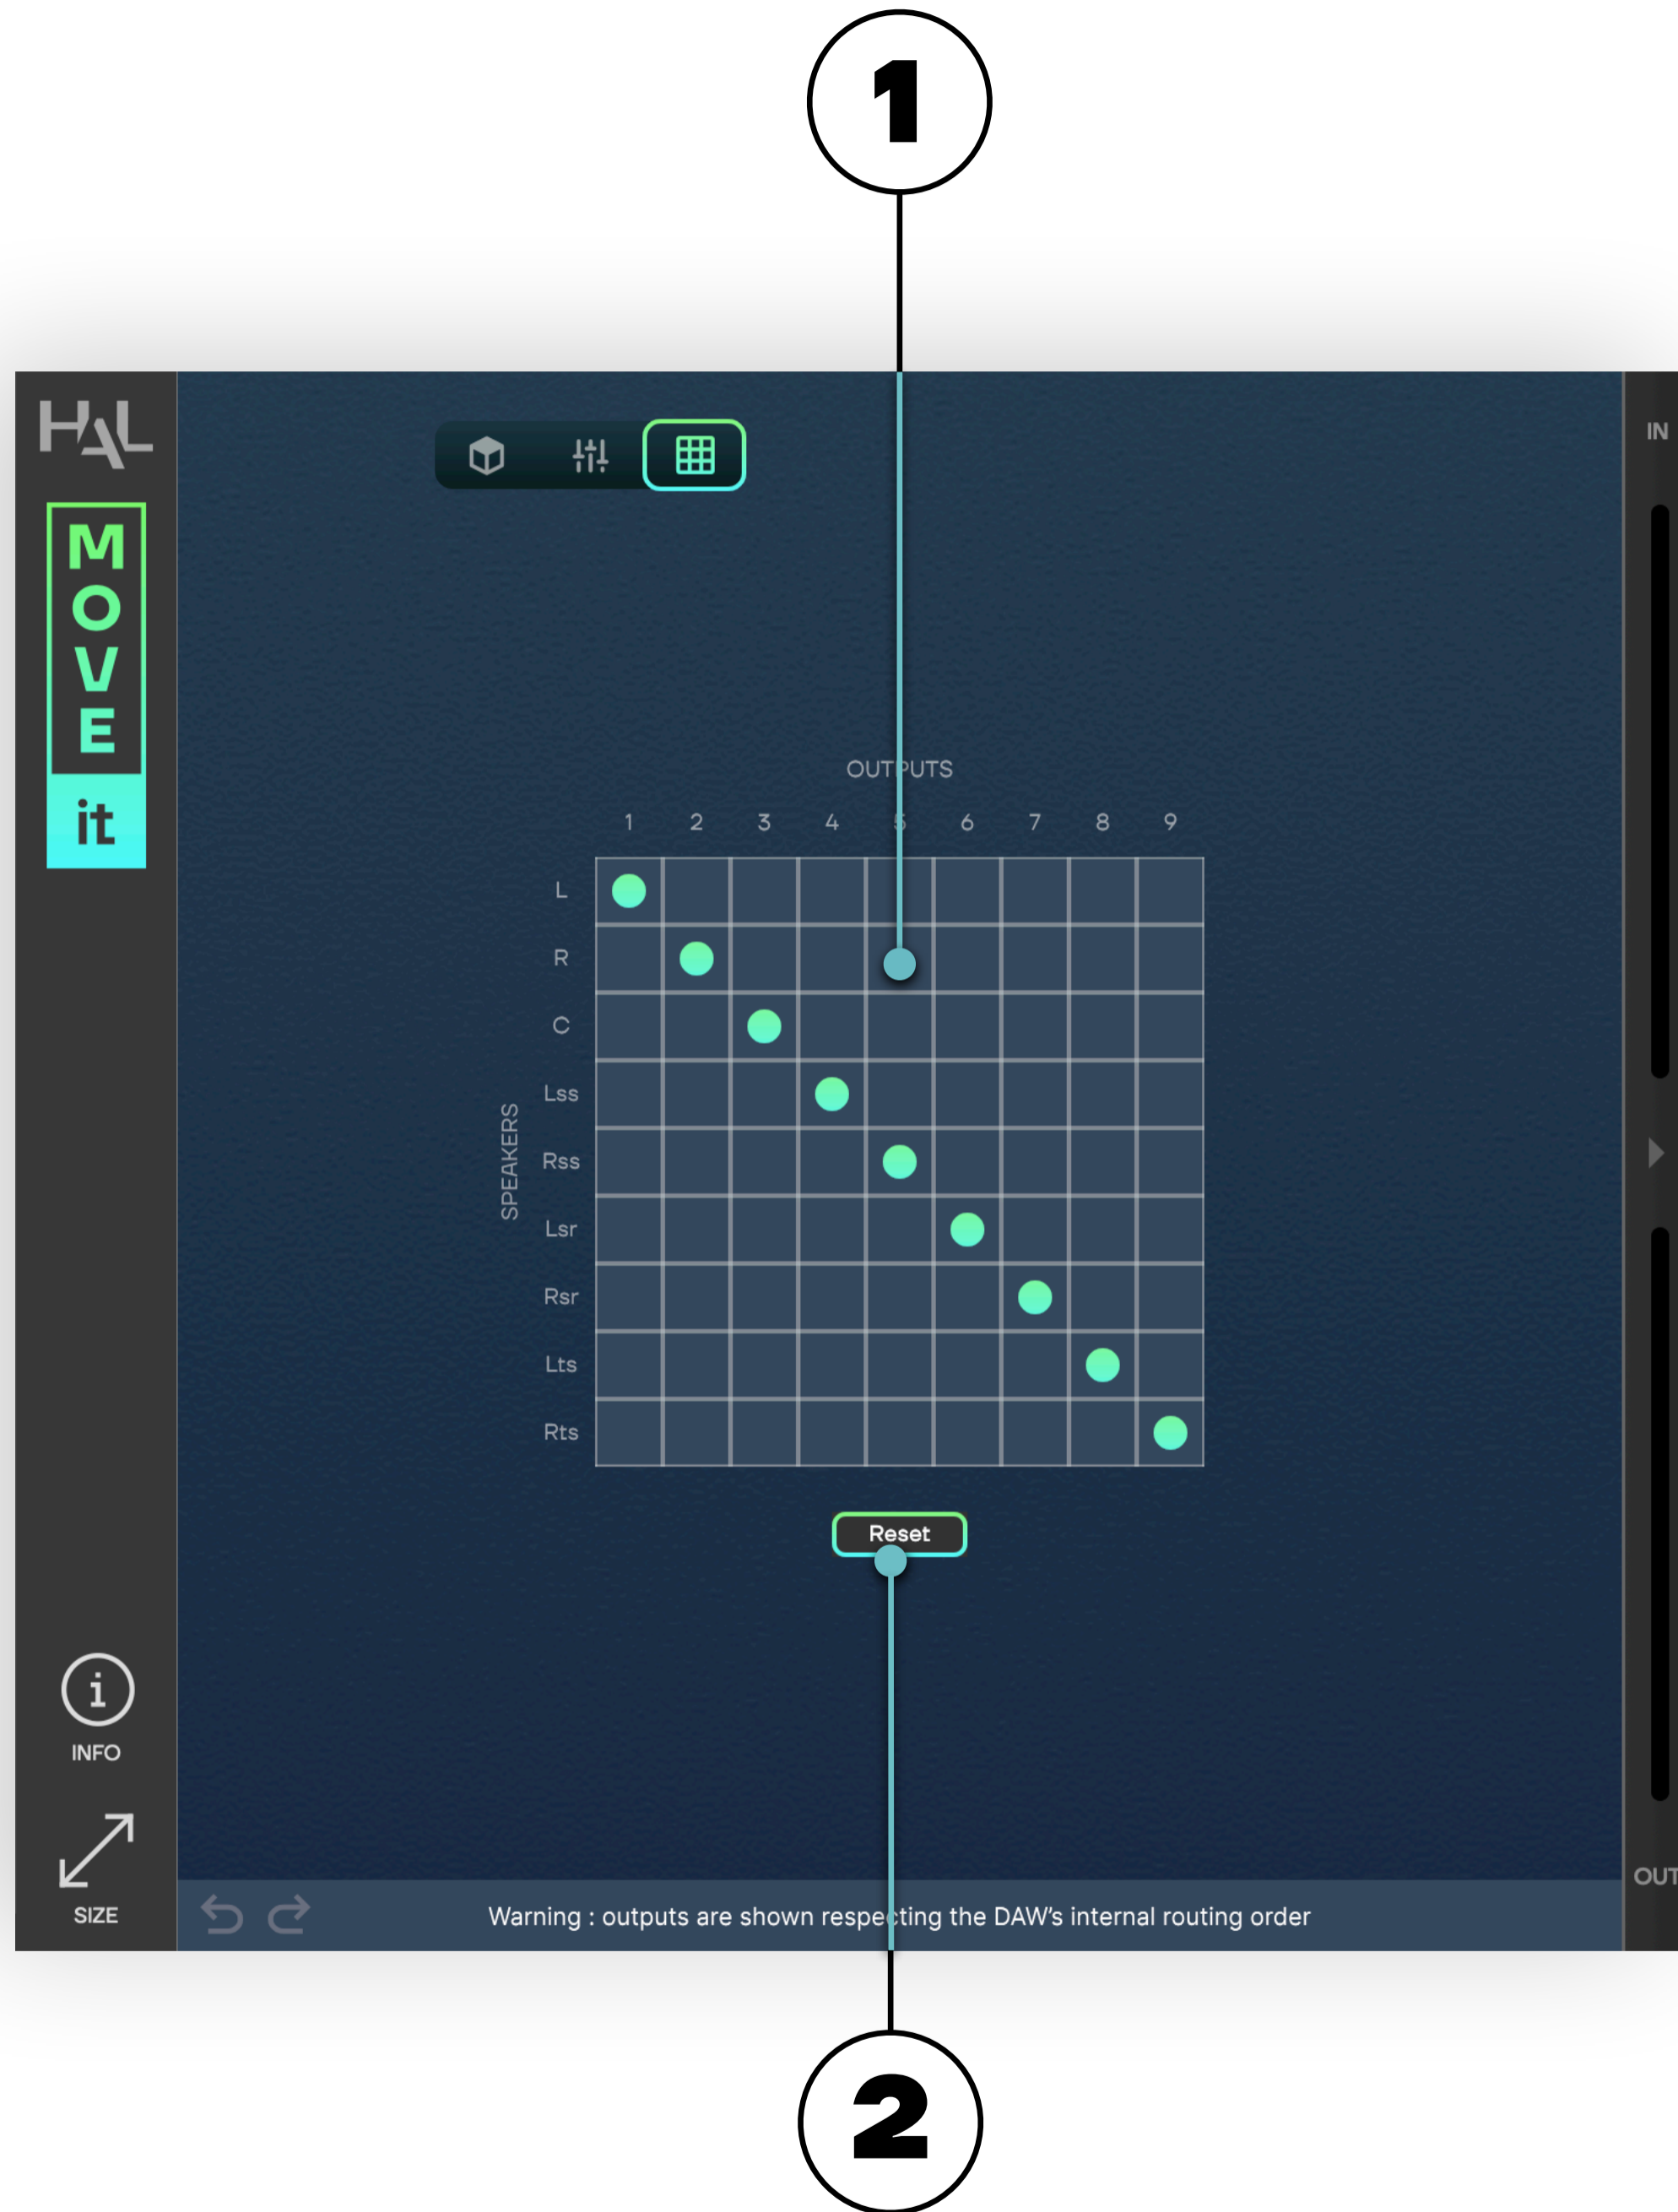 1
HAL
IN
MOVE
it
OUTPUTS
1 2 3 4 5 6 7 8 9
L
R
C
Lss
SPEAKERS
Rss
Lsr
Rsr
Lts
Rts
Reset
INFO
OUT
SIZE
Warning : outputs are shown respecting the DAW’s internal routing order
2